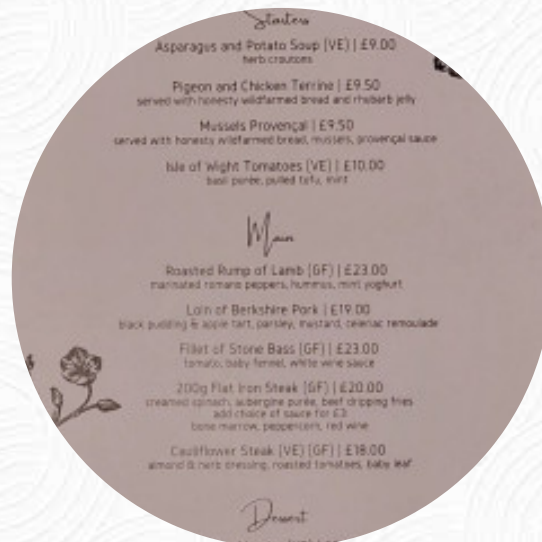 Starters
Asparagus and Potato Soup (VE) | £9.00
herb croutons
Pigeon and Chicken Terrine | £9.50
served with honesty wildfarmed bread and rhubarb jelly
Mussels Provençal | £9.50
served with honesty wildfarmed bread, mussels, provençal sauce
Isle of Wight Tomatoes (VE) | £10.00
basil purée, pulled tofu, mint
Main
Roasted Rump of Lamb (GF) | £23.00
marinated romano peppers, hummus, mint yoghurt
Loin of Berkshire Pork | £19.00
black pudding & apple tart, parsley, mustard, celeriac remoulade
Fillet of Stone Bass (GF) | £23.00
tomato, baby fennel, white wine sauce
200g Flat Iron Steak (GF) | £20.00
creamed spinach, aubergine purée, beef dripping fries
add choice of sauce for £3
bone marrow, peppercorn, red wine
Cauliflower Steak (VE) (GF) | £18.00
almond & herb dressing, roasted tomatoes, baby leaf
Dessert